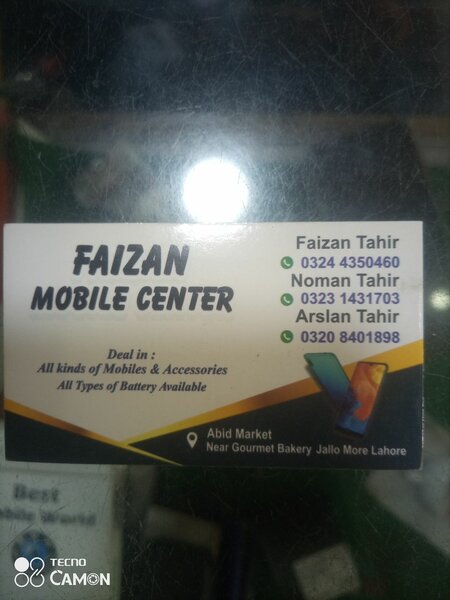 FAIZAN
MOBILE CENTER
Faizan Tahir
0324 4350460
Noman Tahir
0323 1431703
Arslan Tahir
0320 8401898
Deal in :
All kinds of Mobiles & Accessories
All Types of Battery Available
Abid Market
Near Gourmet Bakery Jallo More Lahore
Best
Mobile World
TECNO
CAMON